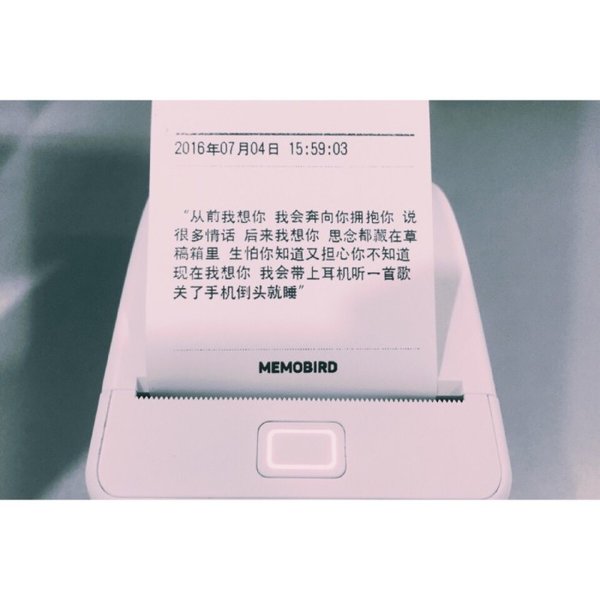 2016年07月04日 15:59:03
“从前我想你 我会奔向你拥抱你 说
很多情话 后来我想你 思念都藏在草
稿箱里 生怕你知道又担心你不知道
现在我想你 我会带上耳机听一首歌
关了手机倒头就睡”
MEMOBIRD